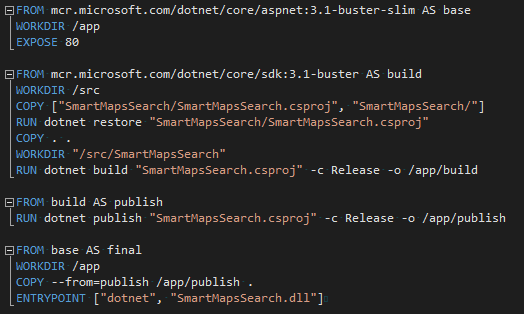 FROM mcr.microsoft.com/dotnet/core/aspnet:3.1-buster-slim AS base
WORKDIR /app
EXPOSE 80
FROM mcr.microsoft.com/dotnet/core/sdk:3.1-buster AS build
WORKDIR /src
COPY ["SmartMapsSearch/SmartMapsSearch.csproj", "SmartMapsSearch/"]
RUN dotnet restore "SmartMapsSearch/SmartMapsSearch.csproj"
COPY . .
WORKDIR "/src/SmartMapsSearch"
RUN dotnet build "SmartMapsSearch.csproj" -c Release -o /app/build
FROM build AS publish
RUN dotnet publish "SmartMapsSearch.csproj" -c Release -o /app/publish
FROM base AS final
WORKDIR /app
COPY --from=publish /app/publish .
ENTRYPOINT ["dotnet", "SmartMapsSearch.dll"]